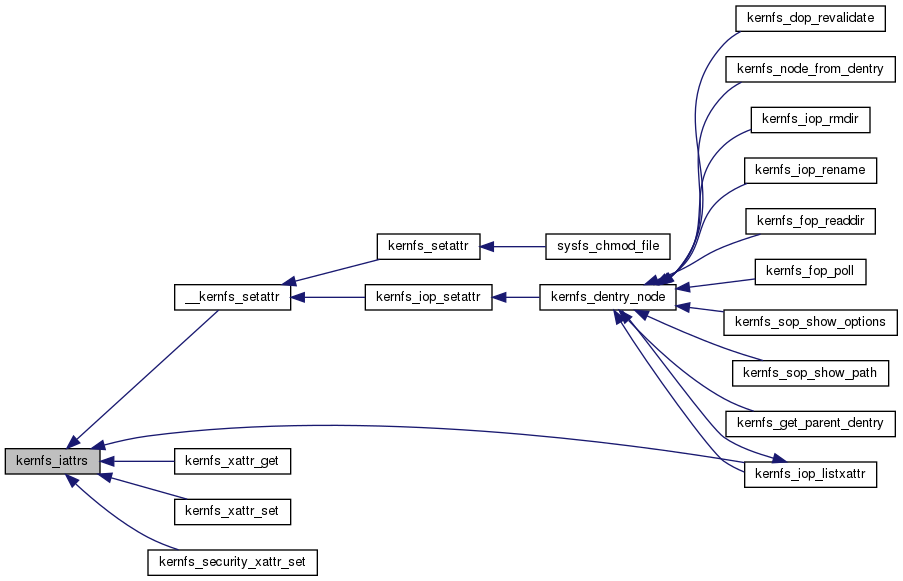 kernfs_dop_revalidate
kernfs_node_from_dentry
kernfs_iop_rmdir
kernfs_iop_rename
kernfs_fop_readdir
kernfs_setattr
sysfs_chmod_file
kernfs_fop_poll
__kernfs_setattr
kernfs_iop_setattr
kernfs_dentry_node
kernfs_sop_show_options
kernfs_sop_show_path
kernfs_get_parent_dentry
kernfs_iattrs
kernfs_xattr_get
kernfs_iop_listxattr
kernfs_xattr_set
kernfs_security_xattr_set